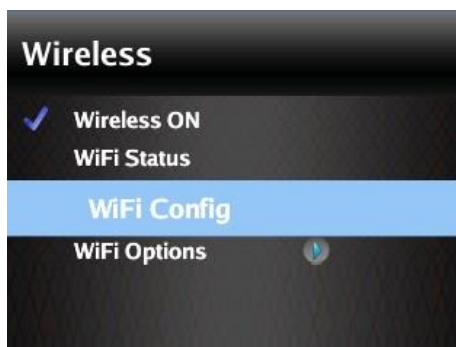 Wireless
Wireless ON
WiFi Status
WiFi Config
WiFi Options